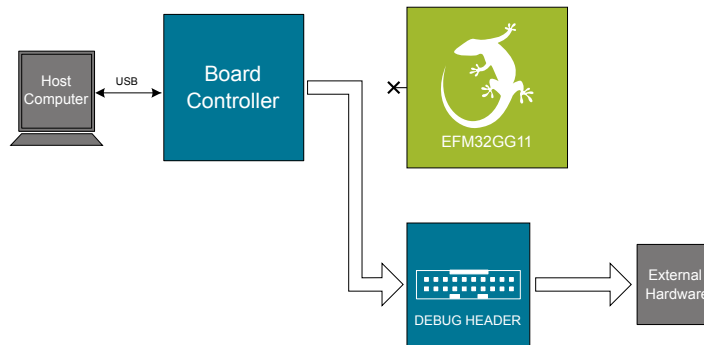 Host
Computer
USB
Board
Controller
EFM32GG11
DEBUG HEADER
External
Hardware